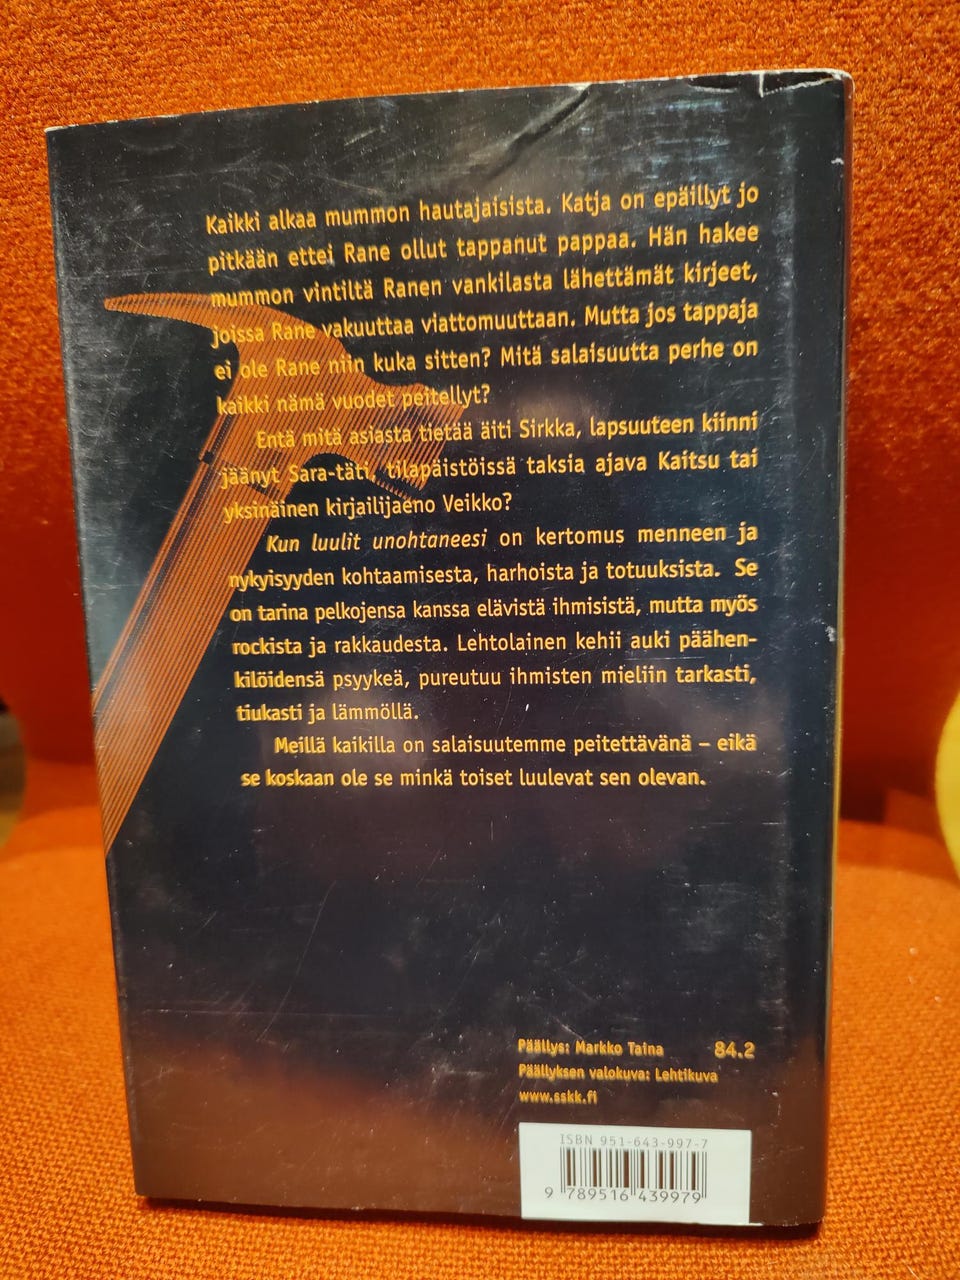 Kaikki alkaa mummon hautajaisista. Katja on epäillyt jo
pitkään ettei Rane ollut tappanut pappaa. Hän hakee
mummon vintiltä Ranen vankilasta lähettämät kirjeet,
joissa Rane vakuuttaa viattomuuttaan. Mutta jos tappaja
ei ole Rane niin kuka sitten? Mitä salaisuutta perhe on
kaikki nämä vuodet peitellyt?
Entä mitä asiasta tietää äiti Sirkka, lapsuuteen kiinni
jäänyt Sara-täti, tilapäistöissä taksia ajava Kaitsu tai
yksinäinen kirjailijaeno Veikko?
Kun luulit unohtaneesi on kertomus menneen ja
nykyisyyden kohtaamisesta, harhoista ja totuuksista. Se
on tarina pelkojensa kanssa elävistä ihmisistä, mutta myös
rockista ja rakkaudesta. Lehtolainen kehii auki päähen-
kilöidensä psyykeä, pureutuu ihmisten mieliin tarkasti,
tiukasti ja lämmöllä.
Meillä kaikilla on salaisuutemme peitettävänä – eikä
se koskaan ole se minkä toiset luulevat sen olevan.
Päällys: Markko Taina 84.2
Päällyksen valokuva: Lehtikuva
www.sskk.fi
ISBN 951-643-997-7
9 789516 439979